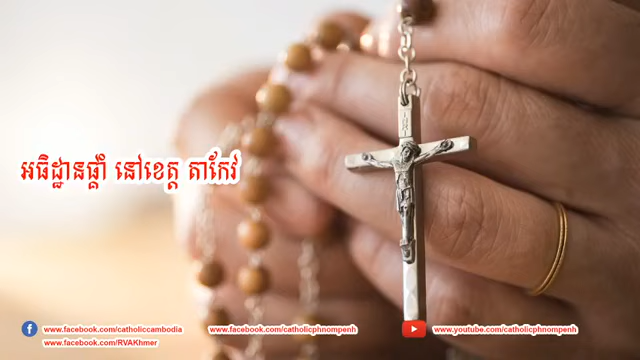 អធិដ្ឋានផ្គាំ នៅខេត្ត តាកែវ
www.facebook.com/catholiccambodia
www.facebook.com/catholicphnompenh
www.youtube.com/catholicphnompenh
www.facebook.com/RVAKhmer